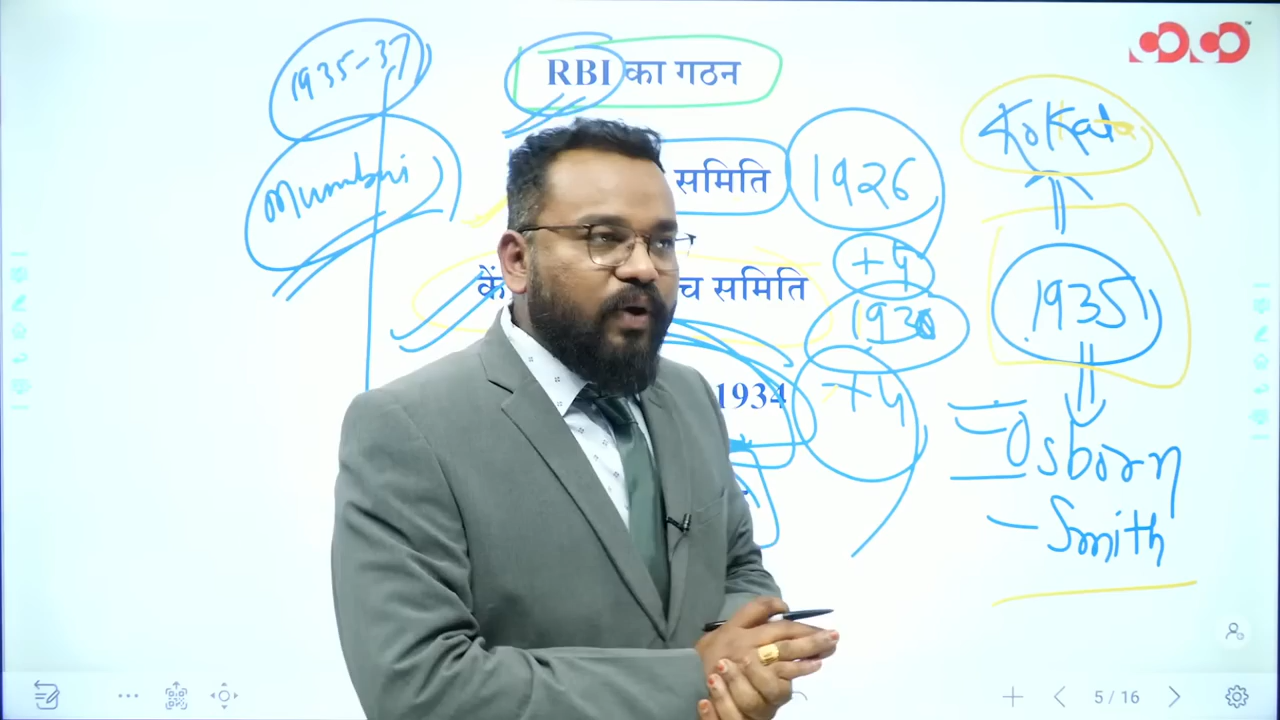 1935-37
RBI का गठन
Kolkata
Mumbai
समिति
1926
+4
कें
च समिति
1930
1935
1934
+4
Osborn
- Smith
5 / 16